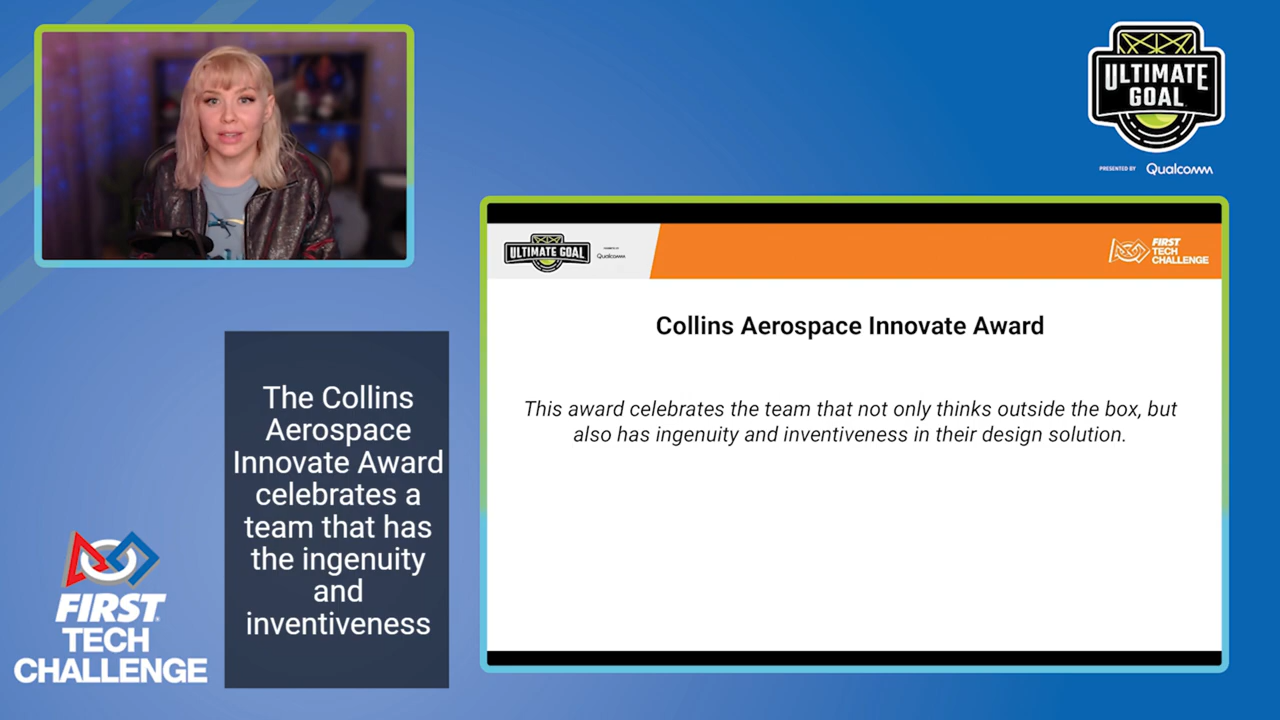 ULTIMATE
GOAL
PRESENTED BY Qualcomm
ULTIMATE GOAL
Qualcomm
FIRST
TECH
CHALLENGE
Collins Aerospace Innovate Award
This award celebrates the team that not only thinks outside the box, but
also has ingenuity and inventiveness in their design solution.
The Collins
Aerospace
Innovate Award
celebrates a
team that has
the ingenuity
and
inventiveness
FIRST
TECH
CHALLENGE